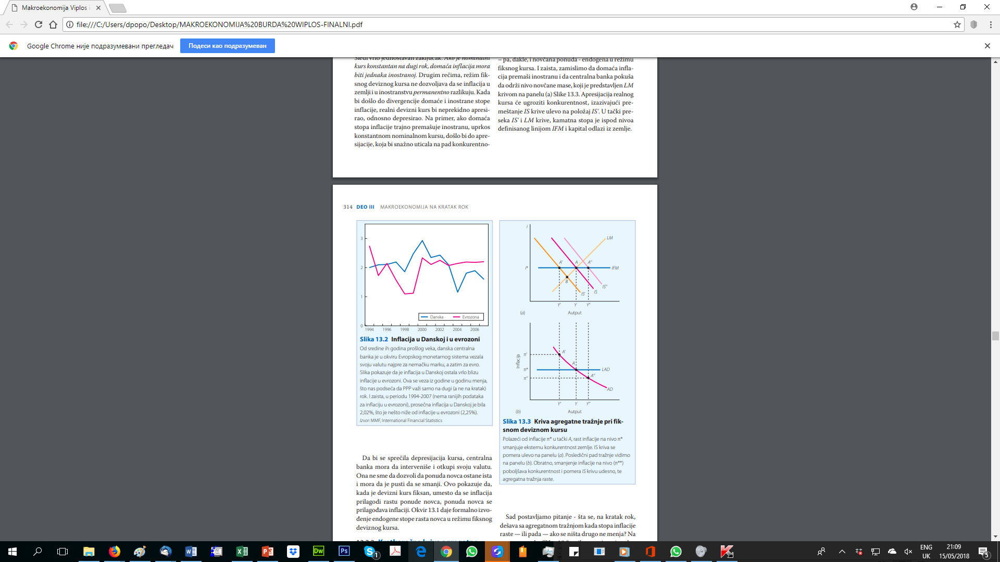 Makroekonomija Viplos i
file:///C:/Users/dpopo/Desktop/MAKROEKONOMIJA%20BURDA%20WIPLOS-FINALNI.pdf
Google Chrome није подразумевани прегледач
Подеси као подразумеван
Sledi vrlo jednostavan zaključak. Ako je nominalni
kurs konstantan na dugi rok, domaća inflacija mora
biti jednaka inostranoj. Drugim rečima, režim fik-
snog deviznog kursa ne dozvoljava da se inflacija u
zemlji i u inostranstvu permanentno razlikuju. Kada
bi došlo do divergencije domaće i inostrane stope
inflacije, realni devizni kurs bi neprekidno apresi-
rao, odnosno depresirao. Na primer, ako domaća
stopa inflacije trajno premašuje inostranu, uprkos
konstantnom nominalnom kursu, došlo bi do apre-
sijacije, koja bi snažno uticala na pad konkurentno-
– pa, dakle, i novčana ponuda - endogena u režimu
fiksnog kursa. I zaista, zamislimo da domaća infla-
cija premaši inostranu i da centralna banka pokuša
da održi nivo novčane mase, koji je predstavljen LM
krivom na panelu (a) Slike 13.3. Apresijacija realnog
kursa će ugroziti konkurentnost, izazivajući pre-
meštanje IS krive ulevo na položaj IS'. U tački pre-
seka IS' i LM krive, kamatna stopa je ispod nivoa
definisanog linijom IFM i kapital odlazi iz zemlje.
314 DEO III MAKROEKONOMIJA NA KRATAK ROK
3
2
1
0
Danska Evrozona
1994 1996 1998 2000 2002 2004 2006
Slika 13.2 Inflacija u Danskoj i u evrozoni
Od sredine ih godina prošlog veka, danska centralna
banka je u okviru Evropskog monetarnog sistema vezala
svoju valutu najpre za nemačku marku, a zatim za evro.
Slika pokazuje da je inflacija u Danskoj ostala vrlo blizu
inflacije u evrozoni. Ova se veza iz godine u godinu menja,
što nas podseća da PPP važi samo na dugi (a ne na kratak)
rok. I zaista, u periodu 1994-2007 (nema ranijih podataka
za inflaciju u evrozoni), prosečna inflacija u Danskoj je bila
2,02%, što je nešto niže od inflacije u evrozoni (2,25%).
Izvor: MMF, International Financial Statistics
Da bi se sprečila depresijacija kursa, centralna
banka mora da interveniše i otkupi svoju valutu.
Ona ne sme da dozvoli da ponuda novca ostane ista
i mora da je pusti da se smanji. Ovo pokazuje da,
kada je devizni kurs fiksan, umesto da se inflacija
prilagodi rastu ponude novca, ponuda novca se
prilagođava inflaciji. Okvir 13.1 daje formalno izvo-
đenje endogene stope rasta novca u režimu fiksnog
deviznog kursa.
i
LM
A' A A"
i* IFM
B
IS"
IS' IS
Y' Y Y"
(a) Autput
Inflacija
π' A'
A
π* LAD
π" A"
AD
Y' Y Y"
(b) Autput
Slika 13.3 Kriva agregatne tražnje pri fik-
snom deviznom kursu
Polazeći od inflacije π* u tački A, rast inflacije na nivo π*
smanjuje eksternu konkurentnost zemlje. IS kriva se
pomera ulevo na panelu (a). Posledični pad tražnje vidimo
na panelu (b). Obratno, smanjenje inflacije na nivo (π**)
poboljšava konkurentnost i pomera IS krivu udesno, te
agregatna tražnja raste.
Sad postavljamo pitanje - šta se, na kratak rok,
dešava sa agregatnom tražnjom kada stopa inflacije
raste — ili pada — ako se ništa drugo ne menja? Na
ENG
UK
21:09
15/05/2018
5
1
Dw
Ps